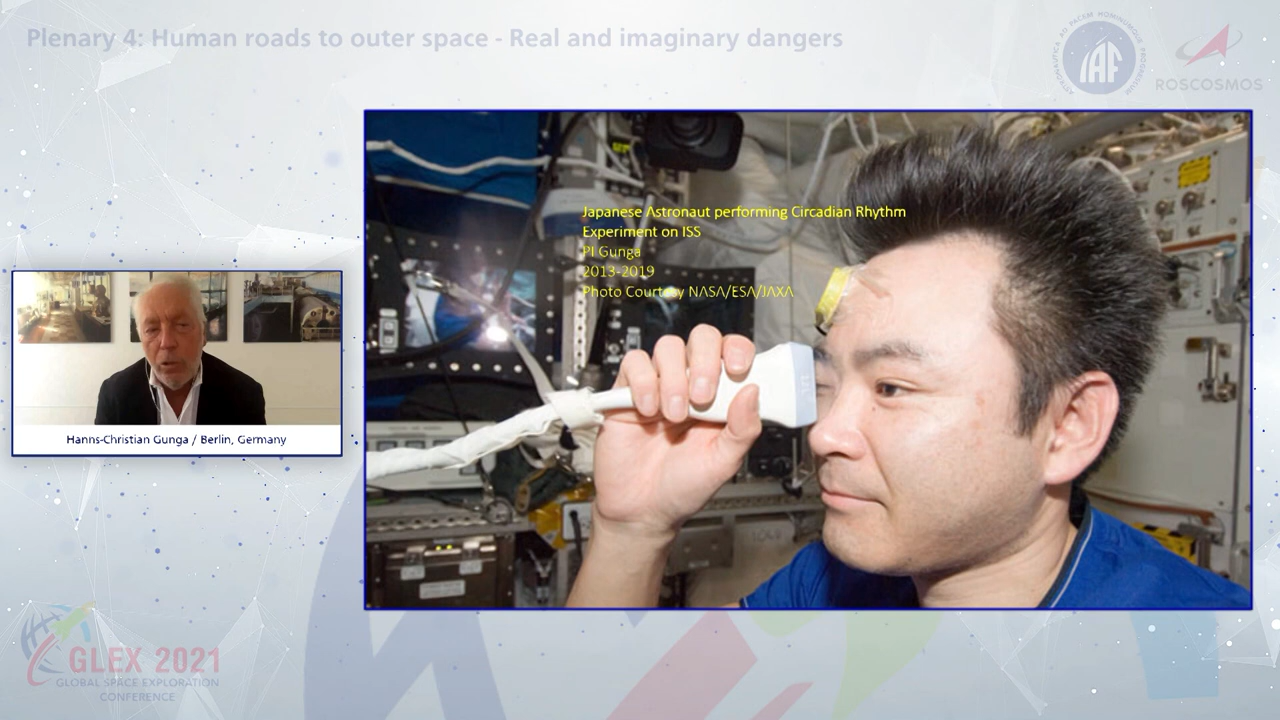 Plenary 4: Human roads to outer space - Real and imaginary dangers
IAF
ROSCOSMOS
Japanese Astronaut performing Circadian Rhythm
Experiment on ISS
PI Gunga
2013-2019
Photo Courtesy NASA/ESA/JAXA
Hanns-Christian Gunga / Berlin, Germany
GLEX 2021
GLOBAL SPACE EXPLORATION
CONFERENCE